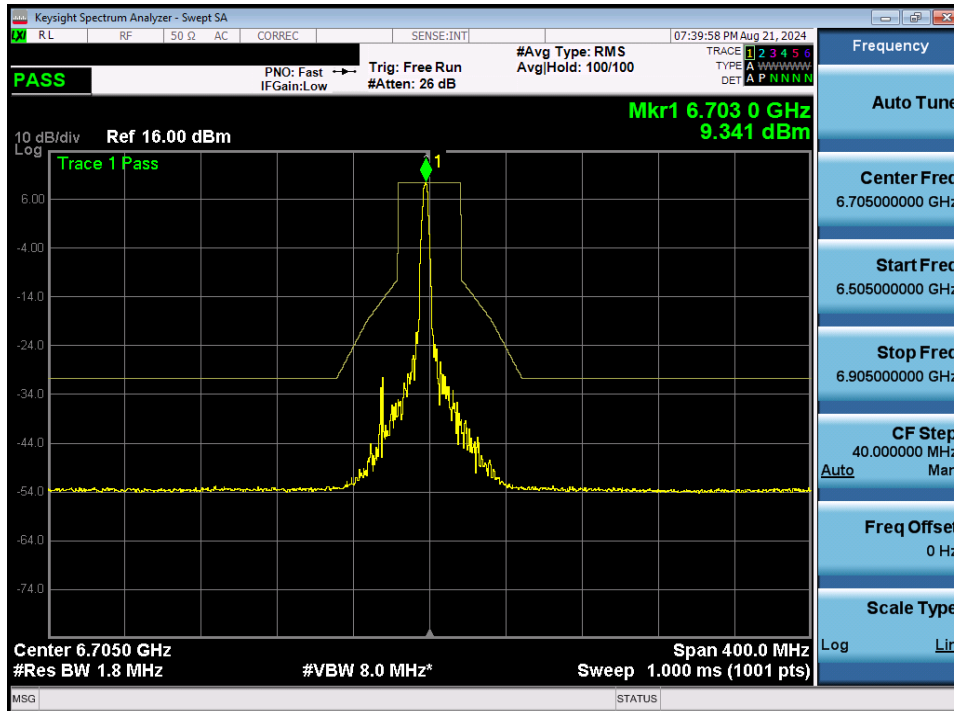 Keysight Spectrum Analyzer - Swept SA
LXI RL RF 50 Ω AC CORREC SENSE:INT 07:39:58 PM Aug 21, 2024
PASS
PNO: Fast
IFGain:Low
Trig: Free Run
#Atten: 26 dB
#Avg Type: RMS
Avg|Hold: 100/100
TRACE 1 2 3 4 5 6
TYPE A WWWWW
DET A P N N N N
Mkr1 6.703 0 GHz
9.341 dBm
10 dB/div Ref 16.00 dBm
Log
Trace 1 Pass
1
6.00
-4.00
-14.0
-24.0
-34.0
-44.0
-54.0
-64.0
-74.0
Center 6.7050 GHz Span 400.0 MHz
#Res BW 1.8 MHz #VBW 8.0 MHz* Sweep 1.000 ms (1001 pts)
MSG STATUS
Frequency
Auto Tune
Center Freq
6.705000000 GHz
Start Freq
6.505000000 GHz
Stop Freq
6.905000000 GHz
CF Step
40.000000 MHz
Auto Man
Freq Offset
0 Hz
Scale Type
Log Lin